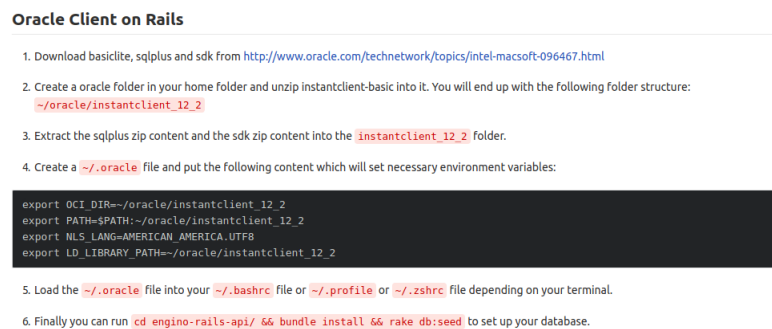 Oracle Client on Rails
1. Download basiclite, sqlplus and sdk from http://www.oracle.com/technetwork/topics/intel-macsoft-096467.html
2. Create a oracle folder in your home folder and unzip instantclient-basic into it. You will end up with the following folder structure:
~/oracle/instantclient_12_2
3. Extract the sqlplus zip content and the sdk zip content into the instantclient_12_2 folder.
4. Create a ~/.oracle file and put the following content which will set necessary environment variables:
export OCI_DIR=~/oracle/instantclient_12_2
export PATH=$PATH:~/oracle/instantclient_12_2
export NLS_LANG=AMERICAN_AMERICA.UTF8
export LD_LIBRARY_PATH=~/oracle/instantclient_12_2
5. Load the ~/.oracle file into your ~/.bashrc file or ~/.profile or ~/.zshrc file depending on your terminal.
6. Finally you can run cd engino-rails-api/ && bundle install && rake db:seed to set up your database.